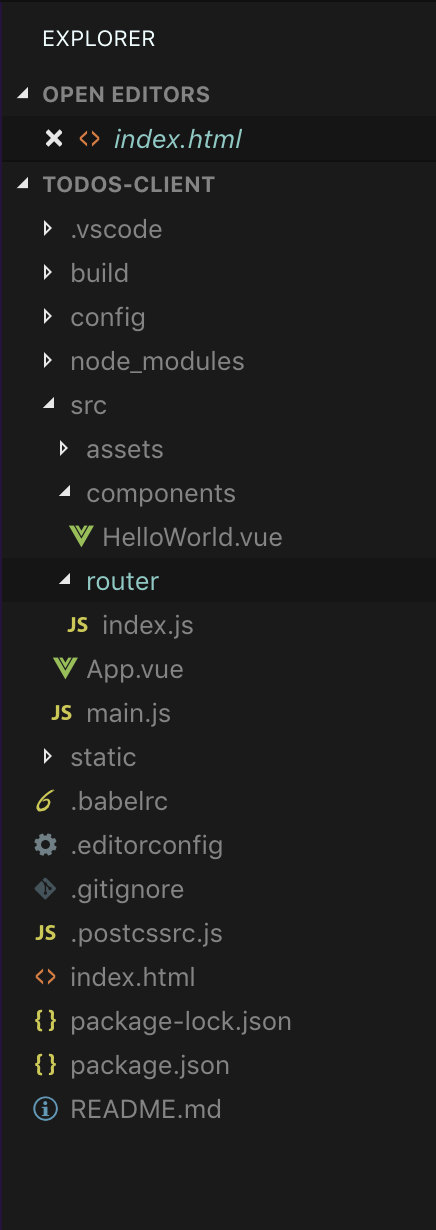 EXPLORER
OPEN EDITORS
index.html
TODOS-CLIENT
.vscode
build
config
node_modules
src
assets
components
HelloWorld.vue
router
JS index.js
App.vue
JS main.js
static
.babelrc
.editorconfig
.gitignore
JS .postcssrc.js
index.html
{ } package-lock.json
{ } package.json
README.md